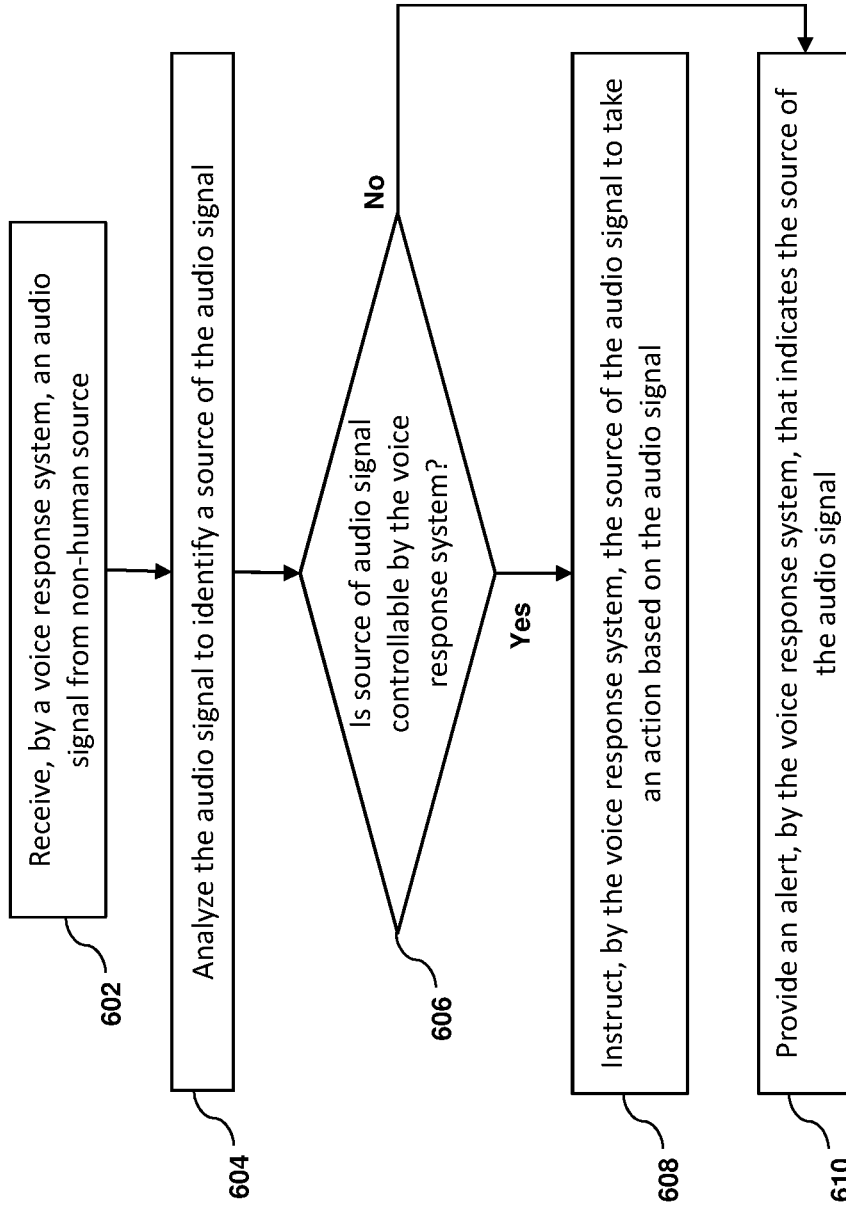 Receive, by a voice response system, an audio
signal from non-human source
602
Analyze the audio signal to identify a source of the audio signal
604
Is source of audio signal
controllable by the voice
response system?
606
No
Yes
Instruct, by the voice response system, the source of the audio signal to take
an action based on the audio signal
608
Provide an alert, by the voice response system, that indicates the source of
the audio signal
610